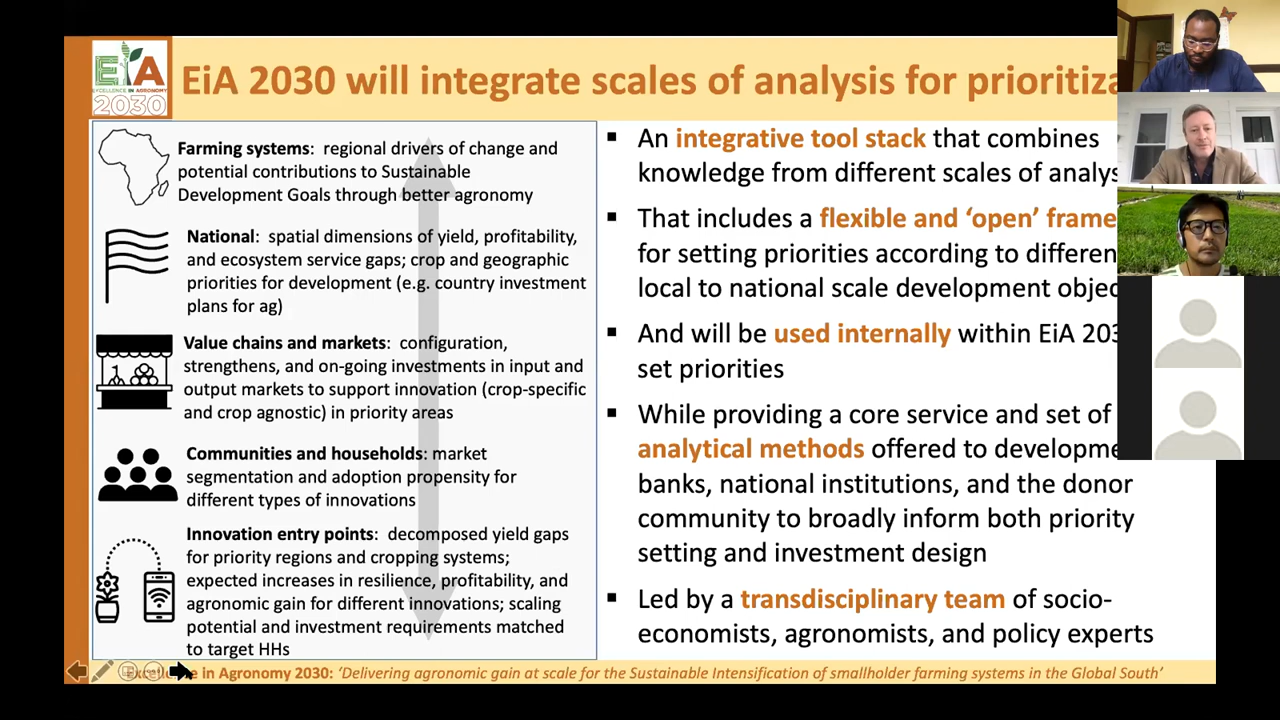 EiA
EXCELLENCE IN AGRONOMY
2030
EiA 2030 will integrate scales of analysis for prioritiza
Farming systems: regional drivers of change and
potential contributions to Sustainable
Development Goals through better agronomy
National: spatial dimensions of yield, profitability,
and ecosystem service gaps; crop and geographic
priorities for development (e.g. country investment
plans for ag)
Value chains and markets: configuration,
strengthens, and on-going investments in input and
output markets to support innovation (crop-specific
and crop agnostic) in priority areas
Communities and households: market
segmentation and adoption propensity for
different types of innovations
Innovation entry points: decomposed yield gaps
for priority regions and cropping systems;
expected increases in resilience, profitability, and
agronomic gain for different innovations; scaling
potential and investment requirements matched
to target HHs
▪ An integrative tool stack that combines
knowledge from different scales of analys
▪ That includes a flexible and ‘open’ frame
for setting priorities according to differen
local to national scale development objec
▪ And will be used internally within EiA 203
set priorities
▪ While providing a core service and set of
analytical methods offered to developme
banks, national institutions, and the donor
community to broadly inform both priority
setting and investment design
▪ Led by a transdisciplinary team of socio-
economists, agronomists, and policy experts
Excellence in Agronomy 2030: ‘Delivering agronomic gain at scale for the Sustainable Intensification of smallholder farming systems in the Global South’